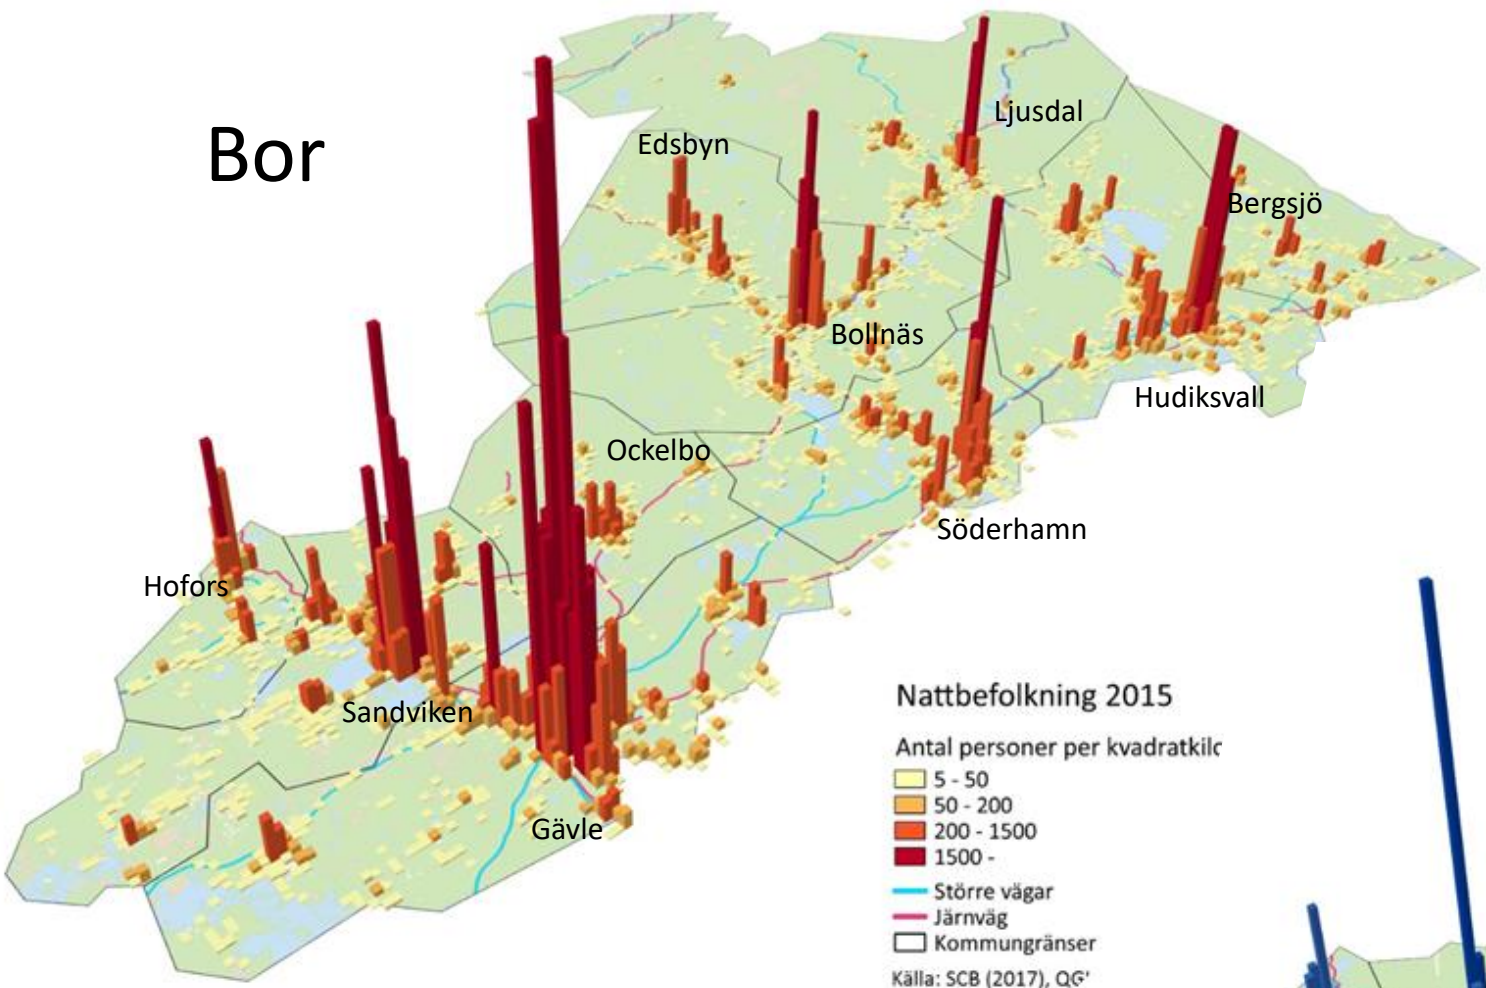 Bor
Ljusdal
Edsbyn
Bergsjö
Bollnäs
Hudiksvall
Ockelbo
Söderhamn
Hofors
Sandviken
Gävle
Nattbefolkning 2015
Antal personer per kvadratkilo
5 - 50
50 - 200
200 - 1500
1500 -
Större vägar
Järnväg
Kommungränser
Källa: SCB (2017), QG